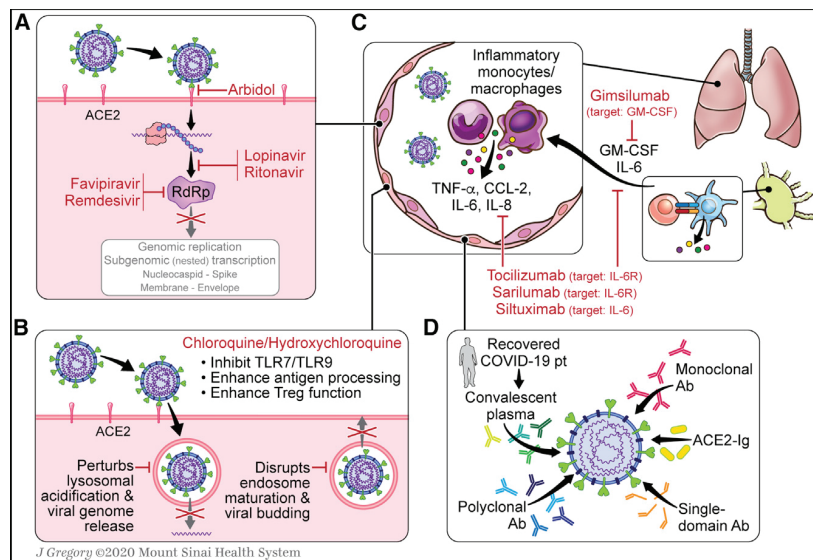 A
ACE2
Arbidol
Lopinavir
Ritonavir
Favipiravir
Remdesivir
RdRp
Genomic replication
Subgenomic (nested) transcription
Nucleocaspid - Spike
Membrane - Envelope
C
Inflammatory
monocytes/
macrophages
TNF-α, CCL-2,
IL-6, IL-8
Gimsilumab
(target: GM-CSF)
GM-CSF
IL-6
Tocilizumab (target: IL-6R)
Sarilumab (target: IL-6R)
Siltuximab (target: IL-6)
B
Chloroquine/Hydroxychloroquine
• Inhibit TLR7/TLR9
• Enhance antigen processing
• Enhance Treg function
ACE2
Perturbs
lysosomal
acidification &
viral genome
release
Disrupts
endosome
maturation &
viral budding
D
Recovered
COVID-19 pt
Convalescent
plasma
Polyclonal
Ab
Monoclonal
Ab
ACE2-Ig
Single-
domain Ab
J Gregory ©2020 Mount Sinai Health System